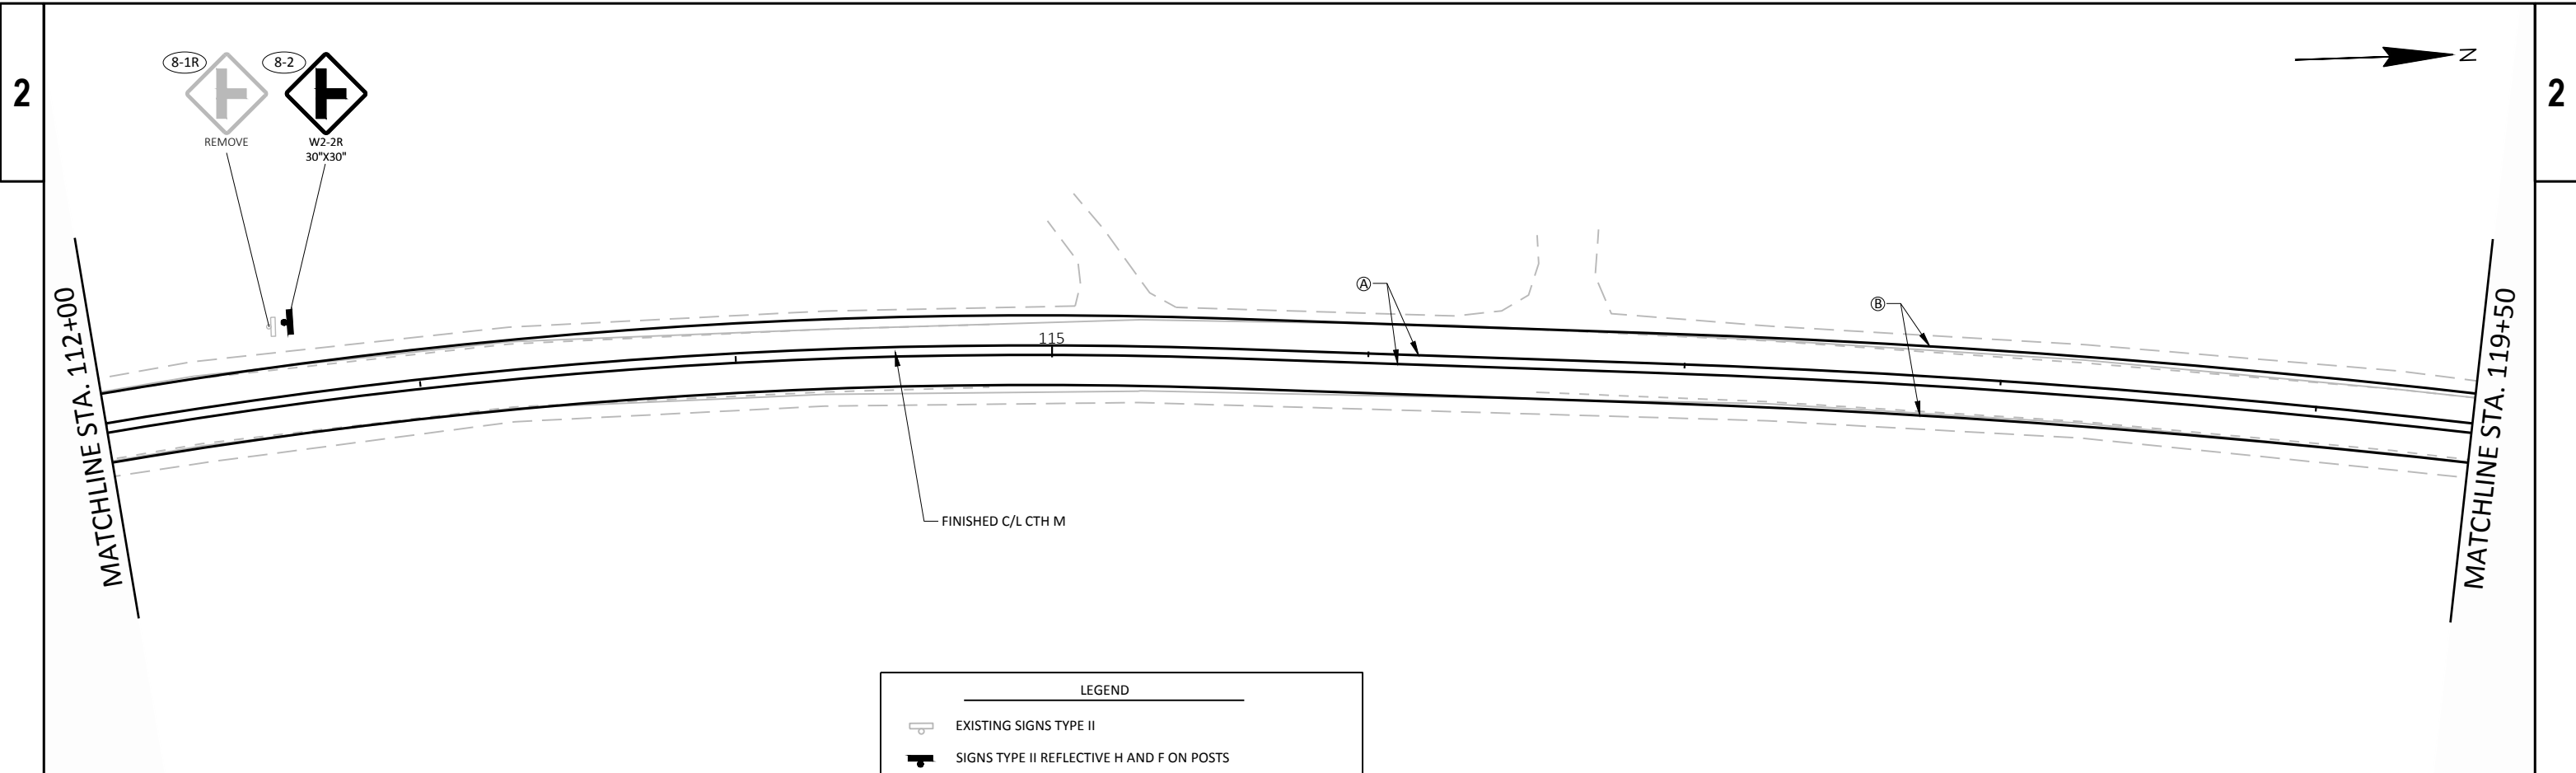 2
8-1R
8-2
REMOVE
W2-2R
30"X30"
N
2
MATCHLINE STA. 112+00
115
A
B
MATCHLINE STA. 119+50
FINISHED C/L CTH M
LEGEND
EXISTING SIGNS TYPE II
SIGNS TYPE II REFLECTIVE H AND F ON POSTS